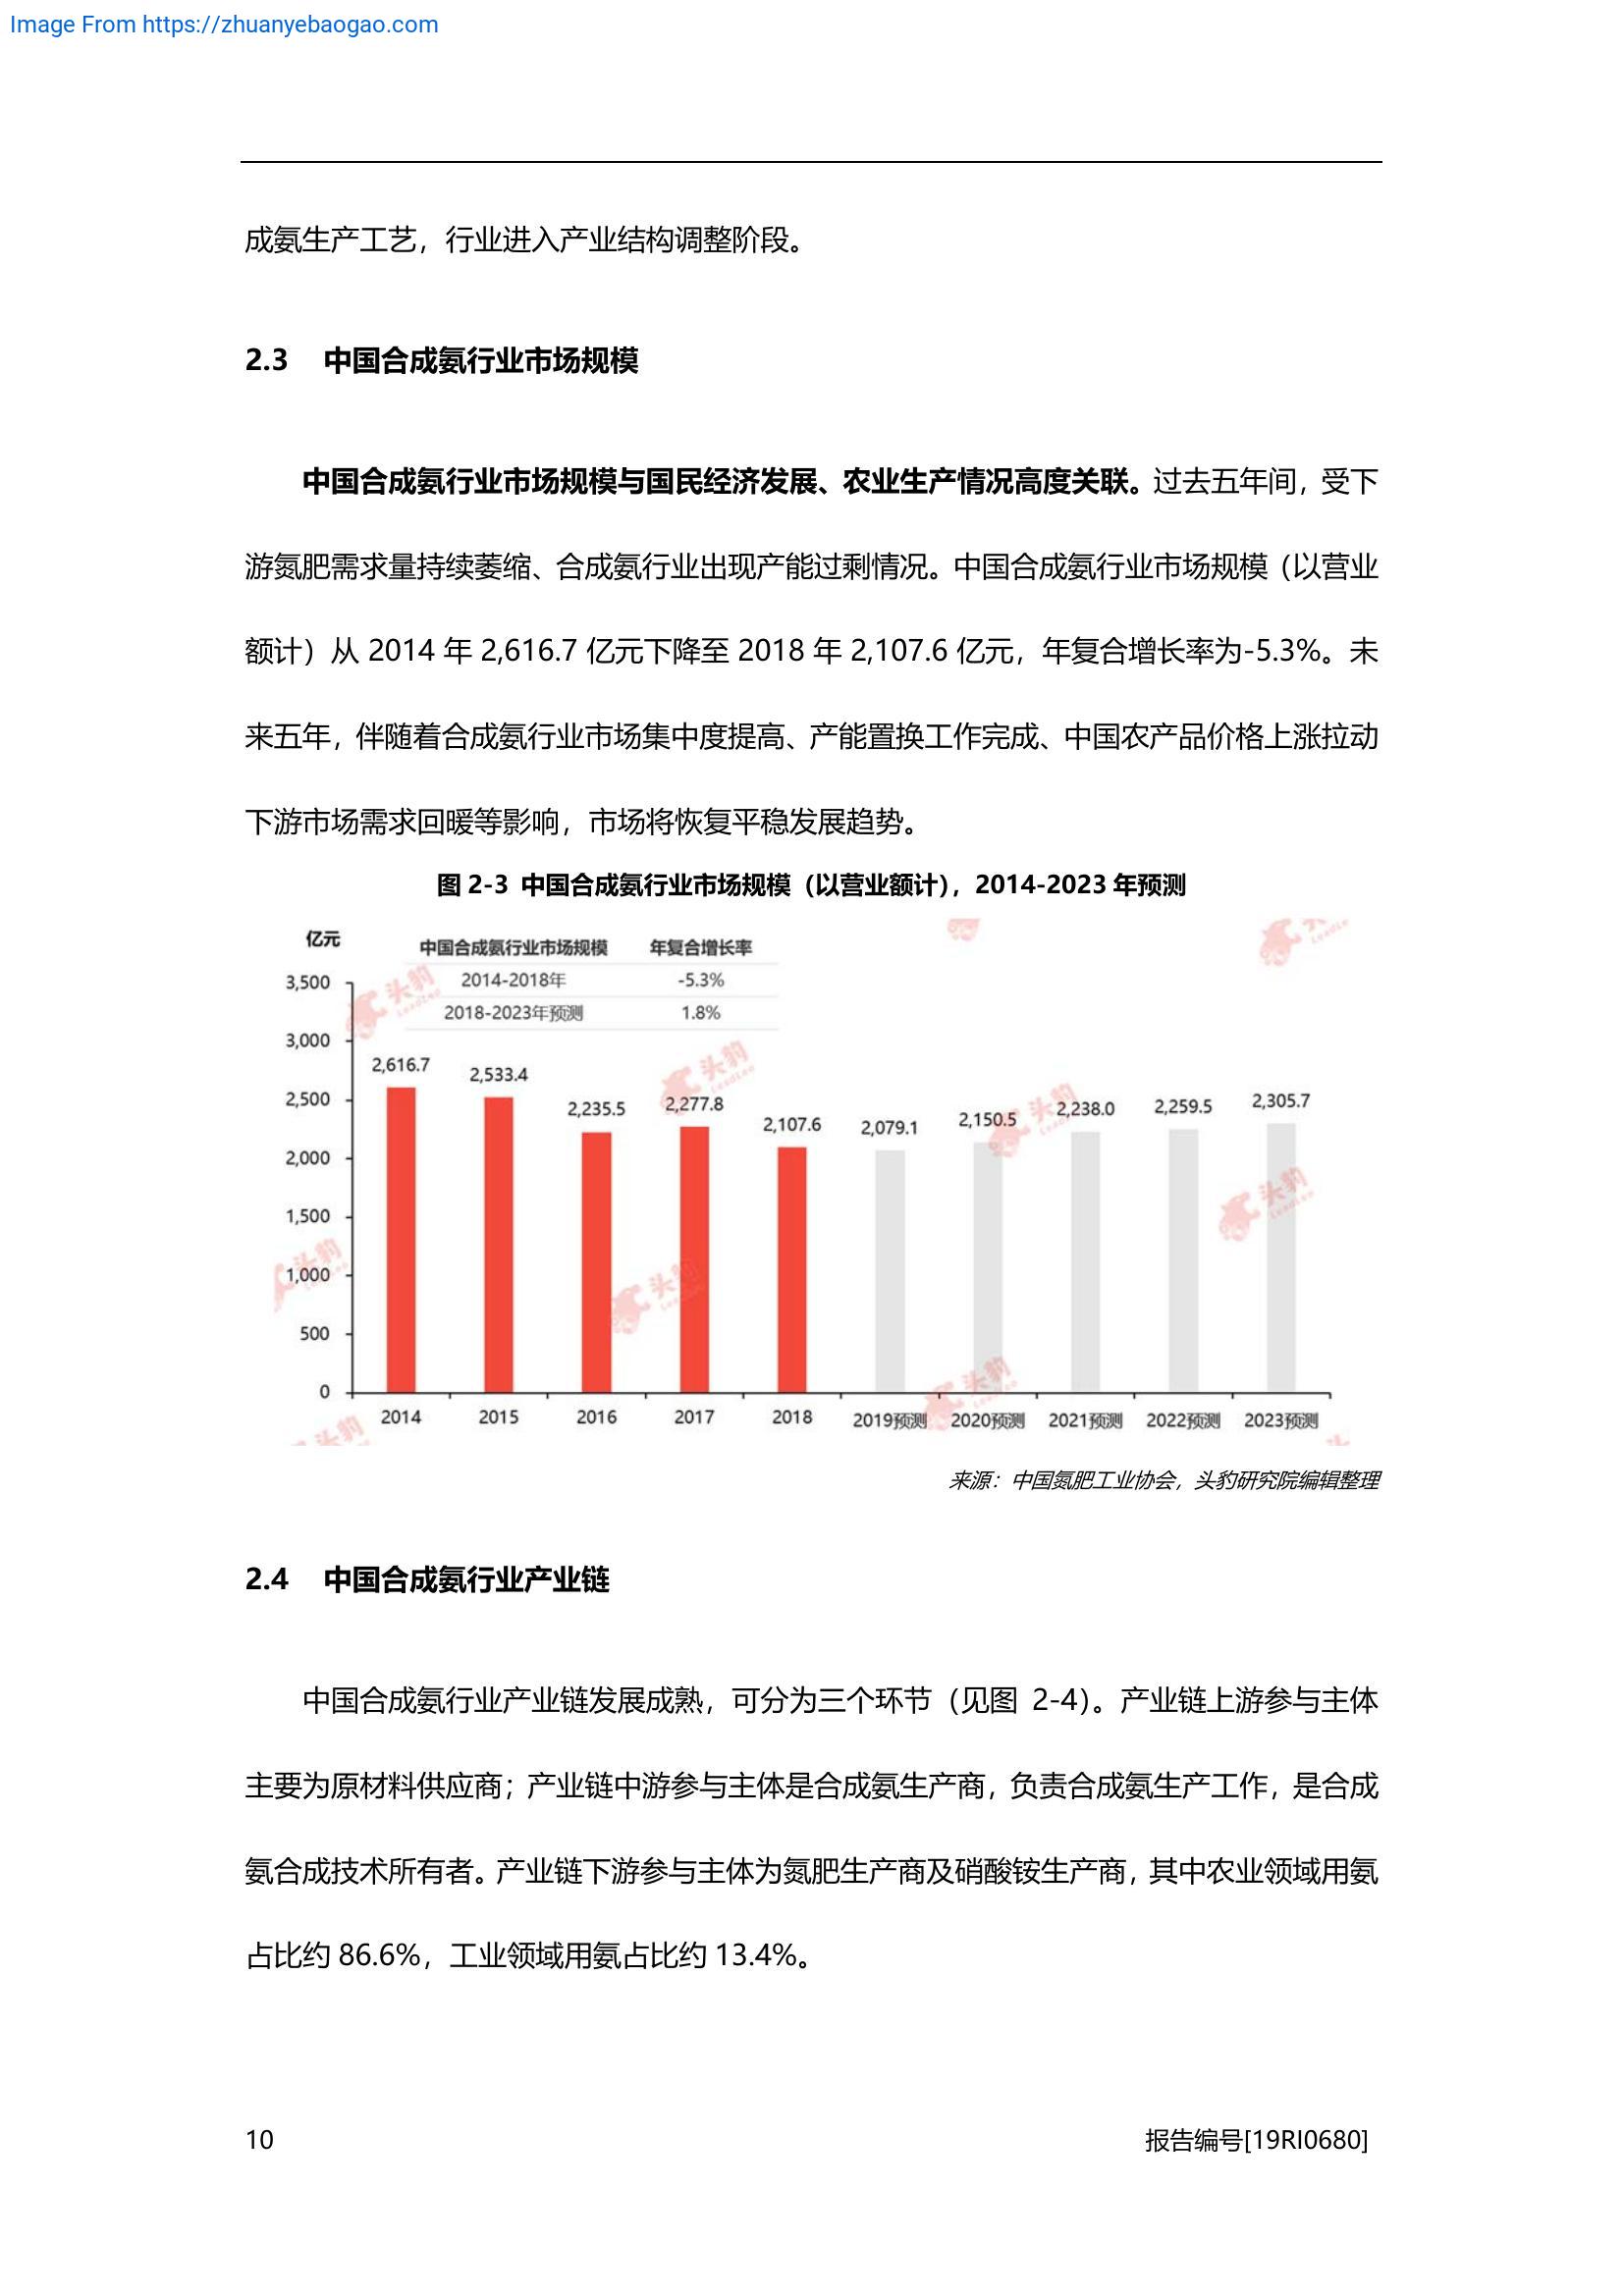 Image From https://zhuanyebaogao.com
成氨生产工艺，行业进入产业结构调整阶段。
2.3 中国合成氨行业市场规模
中国合成氨行业市场规模与国民经济发展、农业生产情况高度关联。过去五年间，受下
游氮肥需求量持续萎缩、合成氨行业出现产能过剩情况。中国合成氨行业市场规模（以营业
额计）从 2014 年 2,616.7 亿元下降至 2018 年 2,107.6 亿元，年复合增长率为-5.3%。未
来五年，伴随着合成氨行业市场集中度提高、产能置换工作完成、中国农产品价格上涨拉动
下游市场需求回暖等影响，市场将恢复平稳发展趋势。
图 2-3 中国合成氨行业市场规模（以营业额计），2014-2023 年预测
亿元
中国合成氨行业市场规模 年复合增长率
2014-2018年 -5.3%
2018-2023年预测 1.8%
3,500
3,000
2,500
2,000
1,500
1,000
500
0
2,616.7
2,533.4
2,235.5
2,277.8
2,107.6
2,079.1
2,150.5
2,238.0
2,259.5
2,305.7
2014 2015 2016 2017 2018 2019预测 2020预测 2021预测 2022预测 2023预测
头豹
LeadLeo
来源：中国氮肥工业协会，头豹研究院编辑整理
2.4 中国合成氨行业产业链
中国合成氨行业产业链发展成熟，可分为三个环节（见图 2-4）。产业链上游参与主体
主要为原材料供应商；产业链中游参与主体是合成氨生产商，负责合成氨生产工作，是合成
氨合成技术所有者。产业链下游参与主体为氮肥生产商及硝酸铵生产商，其中农业领域用氨
占比约 86.6%，工业领域用氨占比约 13.4%。
10 报告编号[19RI0680]